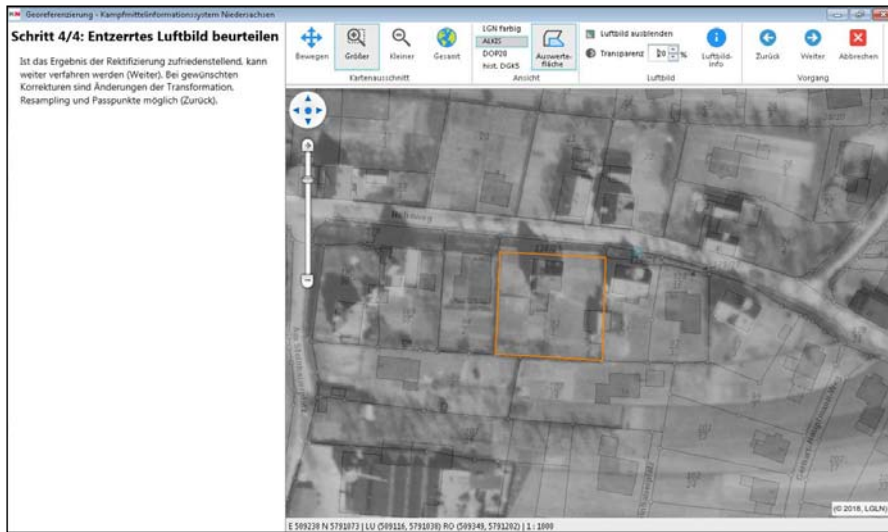 Georeferenzierung - Kampfmittelinformationssystem Niedersachsen
Schritt 4/4: Entzerrtes Luftbild beurteilen
Ist das Ergebnis der Rektifizierung zufriedenstellend, kann
weiter verfahren werden (Weiter). Bei gewünschten
Korrekturen sind Änderungen der Transformation,
Resampling und Passpunkte möglich (Zurück).
Bewegen
Größer
Kleiner
Gesamt
Kartenausschnitt
LGN farbig
ALKIS
DOP20
hist. DGK5
Auswerte-
fläche
Ansicht
Luftbild ausblenden
Transparenz 20 %
Luftbild-
info
Luftbild
Zurück
Weiter
Abbrechen
Vorgang
(© 2018, LGLN)
E 509238 N 5791073 | LU (509116, 5791038) RO (509349, 5791202) | 1 : 1000